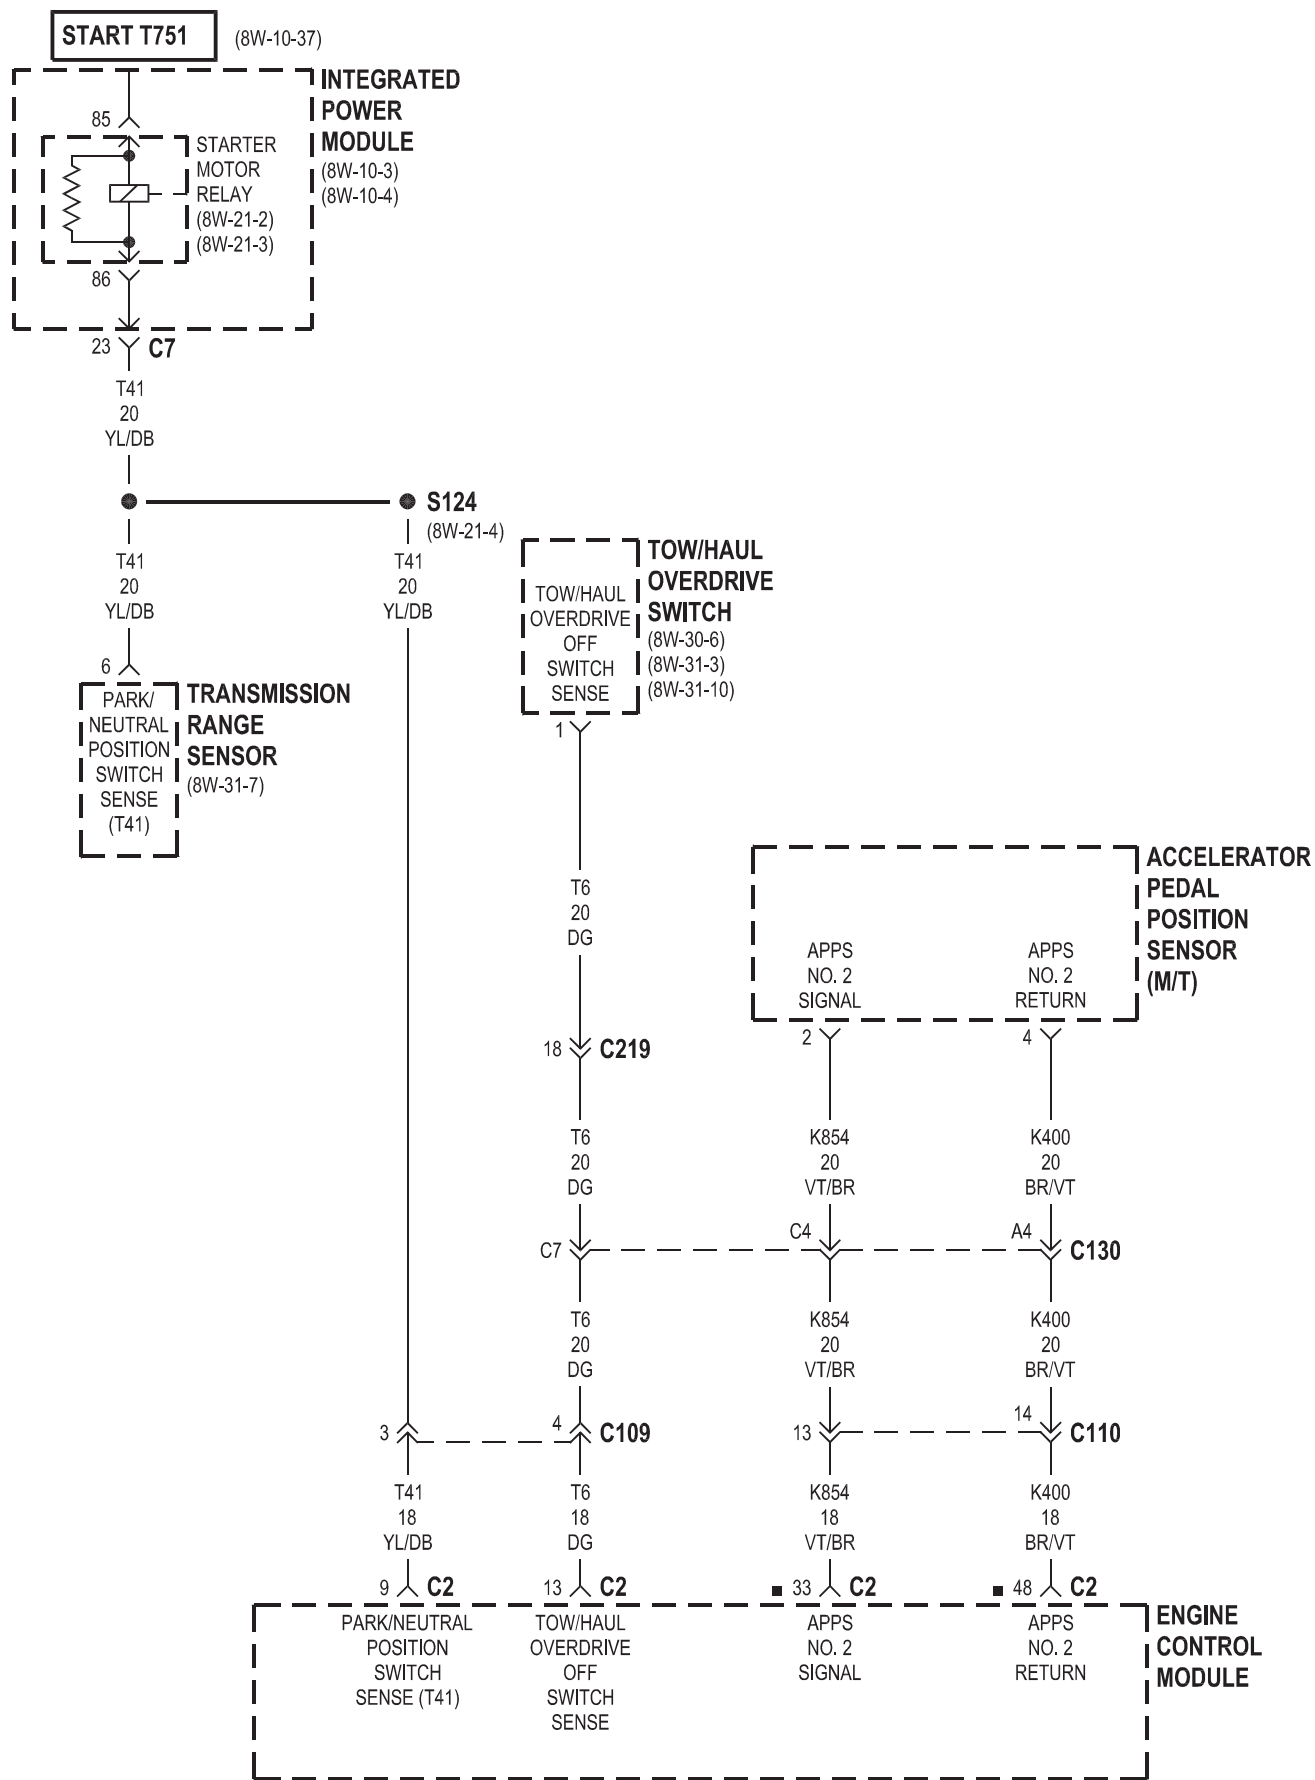 START T751
(8W-10-37)
INTEGRATED
POWER
MODULE
(8W-10-3)
(8W-10-4)
85
STARTER
MOTOR
RELAY
(8W-21-2)
(8W-21-3)
86
23
C7
T41
20
YL/DB
S124
(8W-21-4)
T41
20
YL/DB
T41
20
YL/DB
6
PARK/
NEUTRAL
POSITION
SWITCH
SENSE
(T41)
TRANSMISSION
RANGE
SENSOR
(8W-31-7)
TOW/HAUL
OVERDRIVE
OFF
SWITCH
SENSE
TOW/HAUL
OVERDRIVE
SWITCH
(8W-30-6)
(8W-31-3)
(8W-31-10)
1
T6
20
DG
ACCELERATOR
PEDAL
POSITION
SENSOR
(M/T)
APPS
NO. 2
SIGNAL
APPS
NO. 2
RETURN
2
4
18
C219
T6
20
DG
K854
20
VT/BR
K400
20
BR/VT
C7
C4
A4
C130
T6
20
DG
K854
20
VT/BR
K400
20
BR/VT
3
4
C109
13
14
C110
T41
18
YL/DB
T6
18
DG
K854
18
VT/BR
K400
18
BR/VT
9
C2
13
C2
33
C2
48
C2
PARK/NEUTRAL
POSITION
SWITCH
SENSE (T41)
TOW/HAUL
OVERDRIVE
OFF
SWITCH
SENSE
APPS
NO. 2
SIGNAL
APPS
NO. 2
RETURN
ENGINE
CONTROL
MODULE